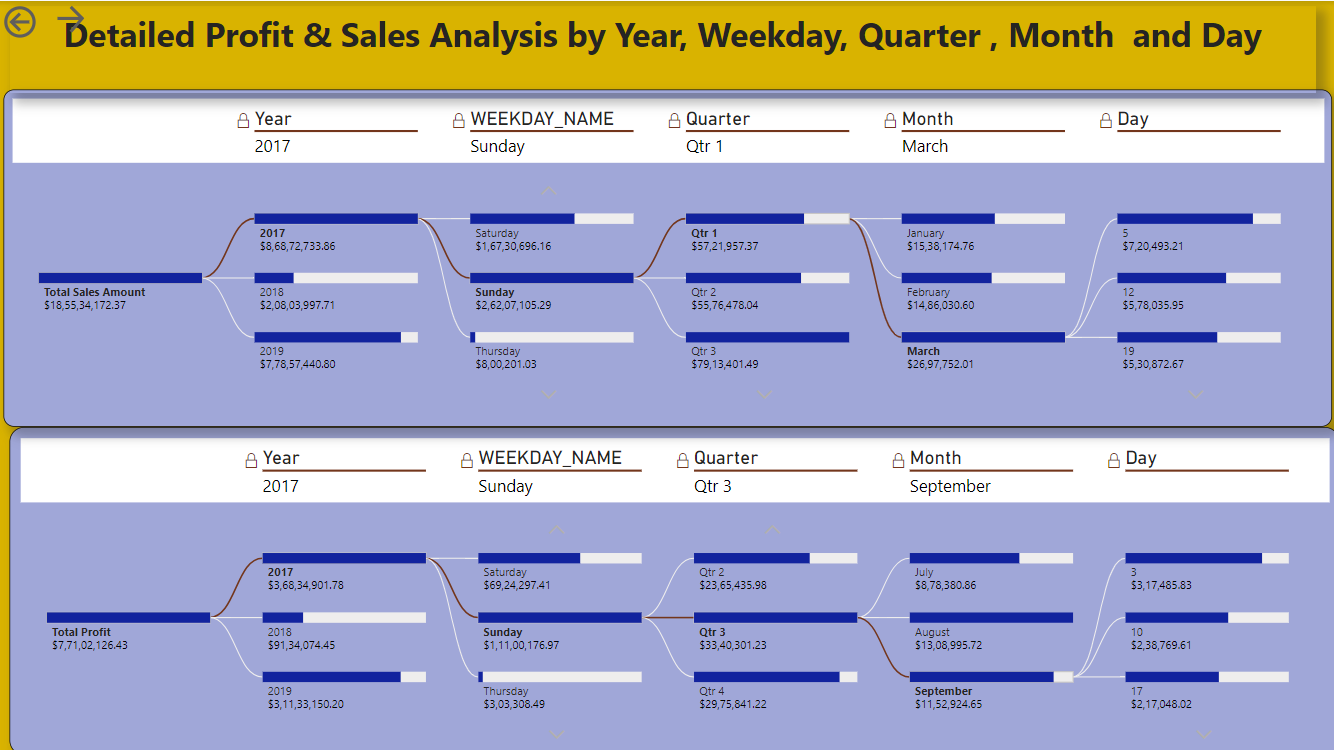 Detailed Profit & Sales Analysis by Year, Weekday, Quarter , Month  and Day
Year
WEEKDAY_NAME
Quarter
Month
Day
2017
Sunday
Qtr 1
March
Total Sales Amount
$18,55,34,172.37
2017
$8,68,72,733.86
2018
$2,08,03,997.71
2019
$7,78,57,440.80
Saturday
$1,67,30,696.16
Sunday
$2,62,07,105.29
Thursday
$8,00,201.03
Qtr 1
$57,21,957.37
Qtr 2
$55,76,478.04
Qtr 3
$79,13,401.49
January
$15,38,174.76
February
$14,86,030.60
March
$26,97,752.01
5
$7,20,493.21
12
$5,78,035.95
19
$5,30,872.67
Year
WEEKDAY_NAME
Quarter
Month
Day
2017
Sunday
Qtr 3
September
Total Profit
$7,71,02,126.43
2017
$3,68,34,901.78
2018
$91,34,074.45
2019
$3,11,33,150.20
Saturday
$69,24,297.41
Sunday
$1,11,00,176.97
Thursday
$3,03,308.49
Qtr 2
$23,65,435.98
Qtr 3
$33,40,301.23
Qtr 4
$29,75,841.22
July
$8,78,380.86
August
$13,08,995.72
September
$11,52,924.65
3
$3,17,485.83
10
$2,38,769.61
17
$2,17,048.02